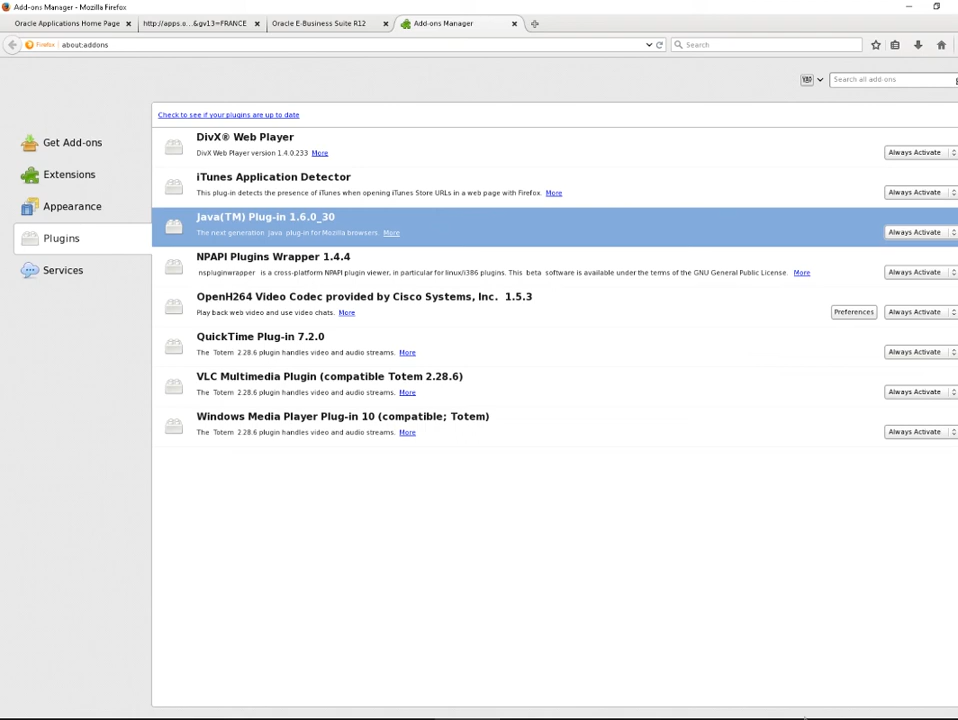 Add-ons Manager - Mozilla Firefox
Oracle Applications Home Page × http://apps.e...&gv13=FRANCE × Oracle E-Business Suite R12 × Add-ons Manager ×
Firefox about:addons Search
Search all add-ons
Check to see if your plugins are up to date
Get Add-ons
Extensions
Appearance
Plugins
Services
DivX® Web Player
DivX Web Player version 1.4.0.233 More
Always Activate
iTunes Application Detector
This plug-in detects the presence of iTunes when opening iTunes Store URLs in a web page with Firefox. More
Always Activate
Java(TM) Plug-in 1.6.0_30
The next generation Java plug-in for Mozilla browsers. More
Always Activate
NPAPI Plugins Wrapper 1.4.4
nspluginwrapper is a cross-platform NPAPI plugin viewer, in particular for linux/i386 plugins. This beta software is available under the terms of the GNU General Public License. More
Always Activate
OpenH264 Video Codec provided by Cisco Systems, Inc. 1.5.3
Play back web video and use video chats. More
Preferences Always Activate
QuickTime Plug-in 7.2.0
The Totem 2.28.6 plugin handles video and audio streams. More
Always Activate
VLC Multimedia Plugin (compatible Totem 2.28.6)
The Totem 2.28.6 plugin handles video and audio streams. More
Always Activate
Windows Media Player Plug-in 10 (compatible; Totem)
The Totem 2.28.6 plugin handles video and audio streams. More
Always Activate